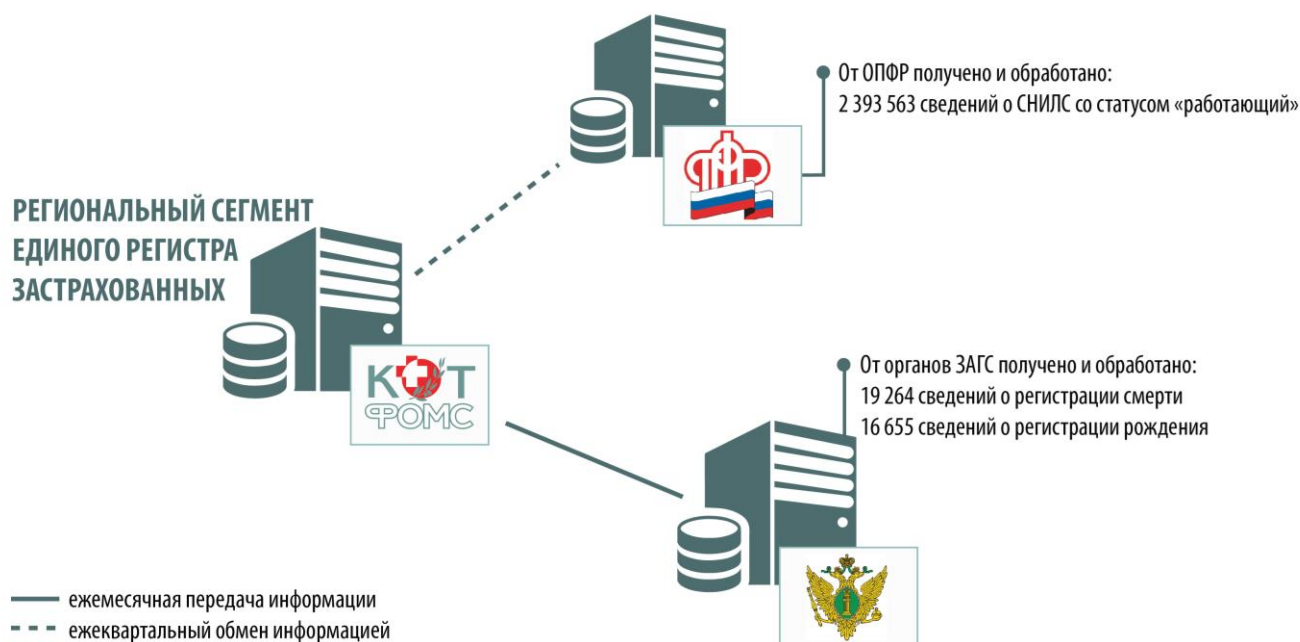 От ОПФР получено и обработано:
2 393 563 сведений о СНИЛС со статусом «работающий»
РЕГИОНАЛЬНЫЙ СЕГМЕНТ
ЕДИНОГО РЕГИСТРА
ЗАСТРАХОВАННЫХ
КОТ
ФОМС
От органов ЗАГС получено и обработано:
19 264 сведений о регистрации смерти
16 655 сведений о регистрации рождения
ежемесячная передача информации
ежеквартальный обмен информацией